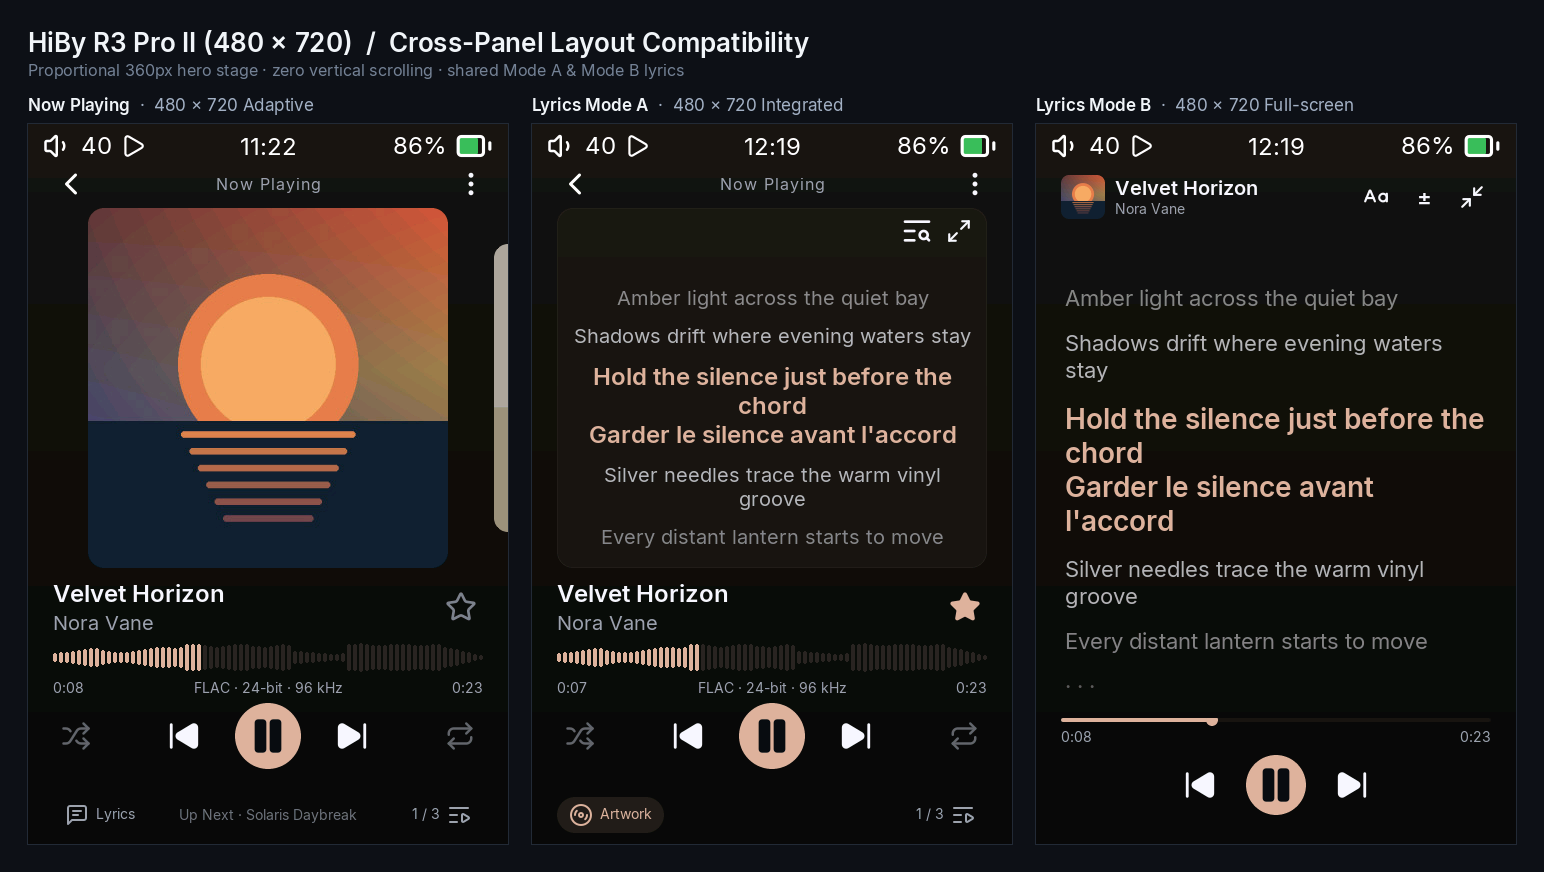 HiBy R3 Pro II (480 × 720) / Cross-Panel Layout Compatibility
Proportional 360px hero stage · zero vertical scrolling · shared Mode A & Mode B lyrics
Now Playing · 480 × 720 Adaptive
40 11:22 86%
Now Playing
Velvet Horizon
Nora Vane
0:08 FLAC · 24-bit · 96 kHz 0:23
Lyrics Up Next · Solaris Daybreak 1 / 3
Lyrics Mode A · 480 × 720 Integrated
40 12:19 86%
Now Playing
Amber light across the quiet bay
Shadows drift where evening waters stay
Hold the silence just before the
chord
Garder le silence avant l'accord
Silver needles trace the warm vinyl
groove
Every distant lantern starts to move
Velvet Horizon
Nora Vane
0:07 FLAC · 24-bit · 96 kHz 0:23
Artwork 1 / 3
Lyrics Mode B · 480 × 720 Full-screen
40 12:19 86%
Velvet Horizon
Nora Vane
Aa ±
Amber light across the quiet bay
Shadows drift where evening waters
stay
Hold the silence just before the
chord
Garder le silence avant
l'accord
Silver needles trace the warm vinyl
groove
Every distant lantern starts to move
· · ·
0:08 0:23